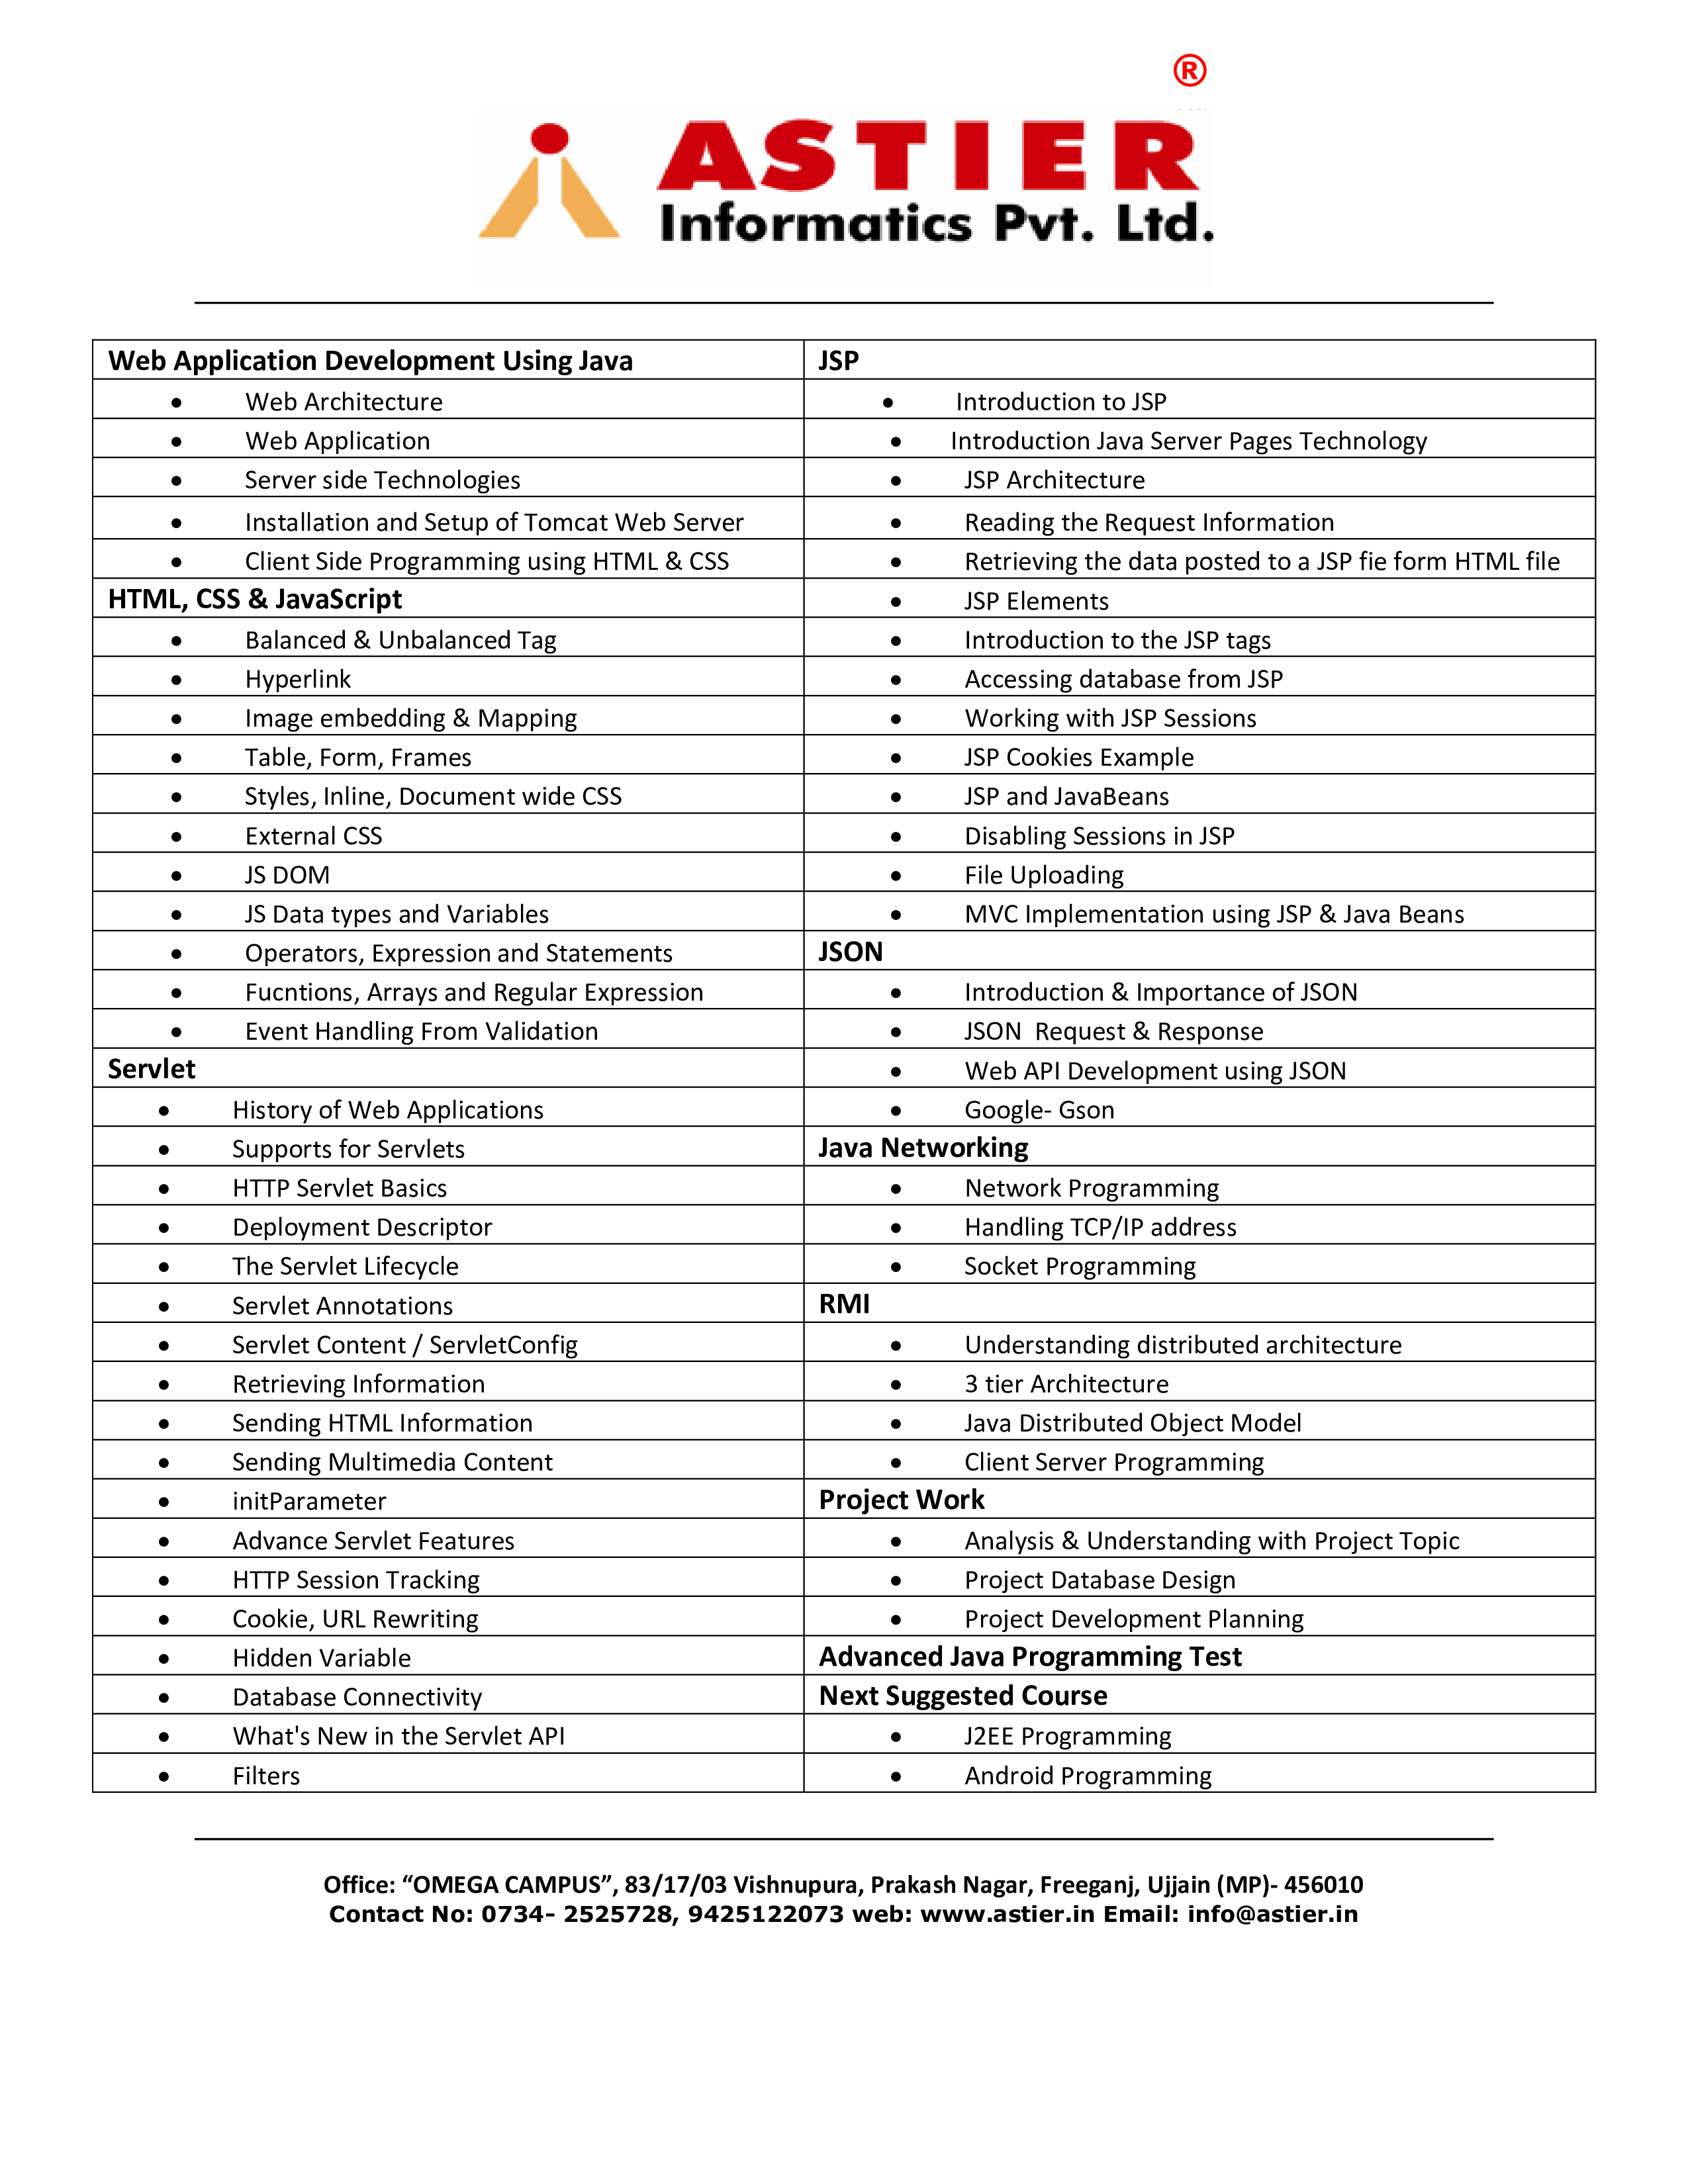 ®
ASTIER
Informatics Pvt. Ltd.
Web Application Development Using Java
• Web Architecture
• Web Application
• Server side Technologies
• Installation and Setup of Tomcat Web Server
• Client Side Programming using HTML & CSS
HTML, CSS & JavaScript
• Balanced & Unbalanced Tag
• Hyperlink
• Image embedding & Mapping
• Table, Form, Frames
• Styles, Inline, Document wide CSS
• External CSS
• JS DOM
• JS Data types and Variables
• Operators, Expression and Statements
• Fucntions, Arrays and Regular Expression
• Event Handling From Validation
Servlet
• History of Web Applications
• Supports for Servlets
• HTTP Servlet Basics
• Deployment Descriptor
• The Servlet Lifecycle
• Servlet Annotations
• Servlet Content / ServletConfig
• Retrieving Information
• Sending HTML Information
• Sending Multimedia Content
• initParameter
• Advance Servlet Features
• HTTP Session Tracking
• Cookie, URL Rewriting
• Hidden Variable
• Database Connectivity
• What's New in the Servlet API
• Filters
JSP
• Introduction to JSP
• Introduction Java Server Pages Technology
• JSP Architecture
• Reading the Request Information
• Retrieving the data posted to a JSP fie form HTML file
• JSP Elements
• Introduction to the JSP tags
• Accessing database from JSP
• Working with JSP Sessions
• JSP Cookies Example
• JSP and JavaBeans
• Disabling Sessions in JSP
• File Uploading
• MVC Implementation using JSP & Java Beans
JSON
• Introduction & Importance of JSON
• JSON Request & Response
• Web API Development using JSON
• Google- Gson
Java Networking
• Network Programming
• Handling TCP/IP address
• Socket Programming
RMI
• Understanding distributed architecture
• 3 tier Architecture
• Java Distributed Object Model
• Client Server Programming
Project Work
• Analysis & Understanding with Project Topic
• Project Database Design
• Project Development Planning
Advanced Java Programming Test
Next Suggested Course
• J2EE Programming
• Android Programming
Office: “OMEGA CAMPUS”, 83/17/03 Vishnupura, Prakash Nagar, Freeganj, Ujjain (MP)- 456010
Contact No: 0734- 2525728, 9425122073 web: www.astier.in Email: info@astier.in